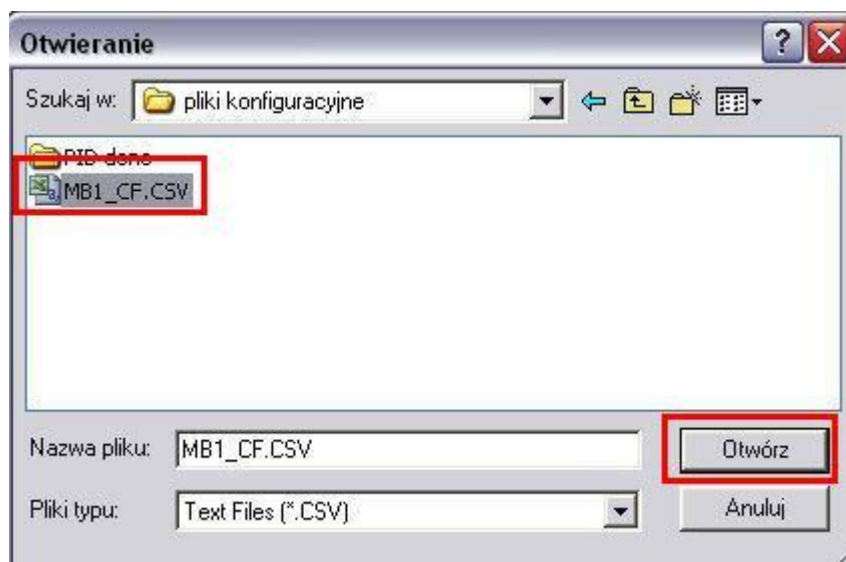 Otwieranie
Szukaj w: pliki konfiguracyjne
PID dane
MB1_CF.CSV
Nazwa pliku: MB1_CF.CSV Otwórz
Pliki typu: Text Files (*.CSV) Anuluj